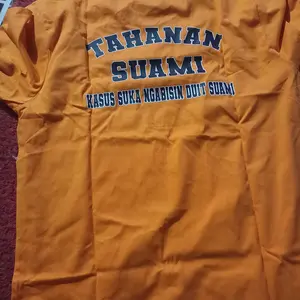 TAHANAN
SUAMI
KASUS SUKA NGABISIN DUIT SUAMI